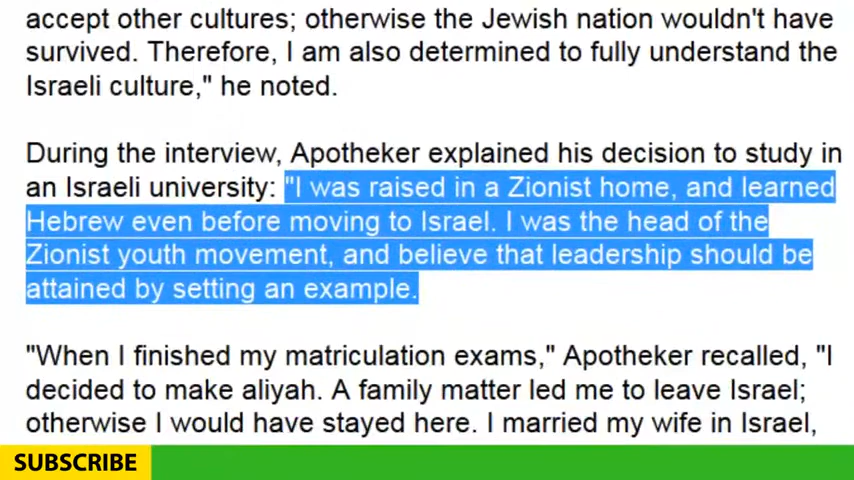 accept other cultures; otherwise the Jewish nation wouldn't have
survived. Therefore, I am also determined to fully understand the
Israeli culture," he noted.
During the interview, Apotheker explained his decision to study in
an Israeli university: "I was raised in a Zionist home, and learned
Hebrew even before moving to Israel. I was the head of the
Zionist youth movement, and believe that leadership should be
attained by setting an example.
"When I finished my matriculation exams," Apotheker recalled, "I
decided to make aliyah. A family matter led me to leave Israel;
otherwise I would have stayed here. I married my wife in Israel,
SUBSCRIBE